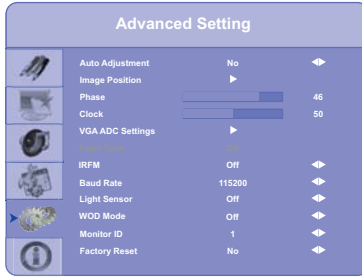 Advanced Setting
Auto Adjustment No
Image Position
Phase 46
Clock 50
VGA ADC Settings
IRFM Off
Baud Rate 115200
Light Sensor Off
WOD Mode Off
Monitor ID 1
Factory Reset No